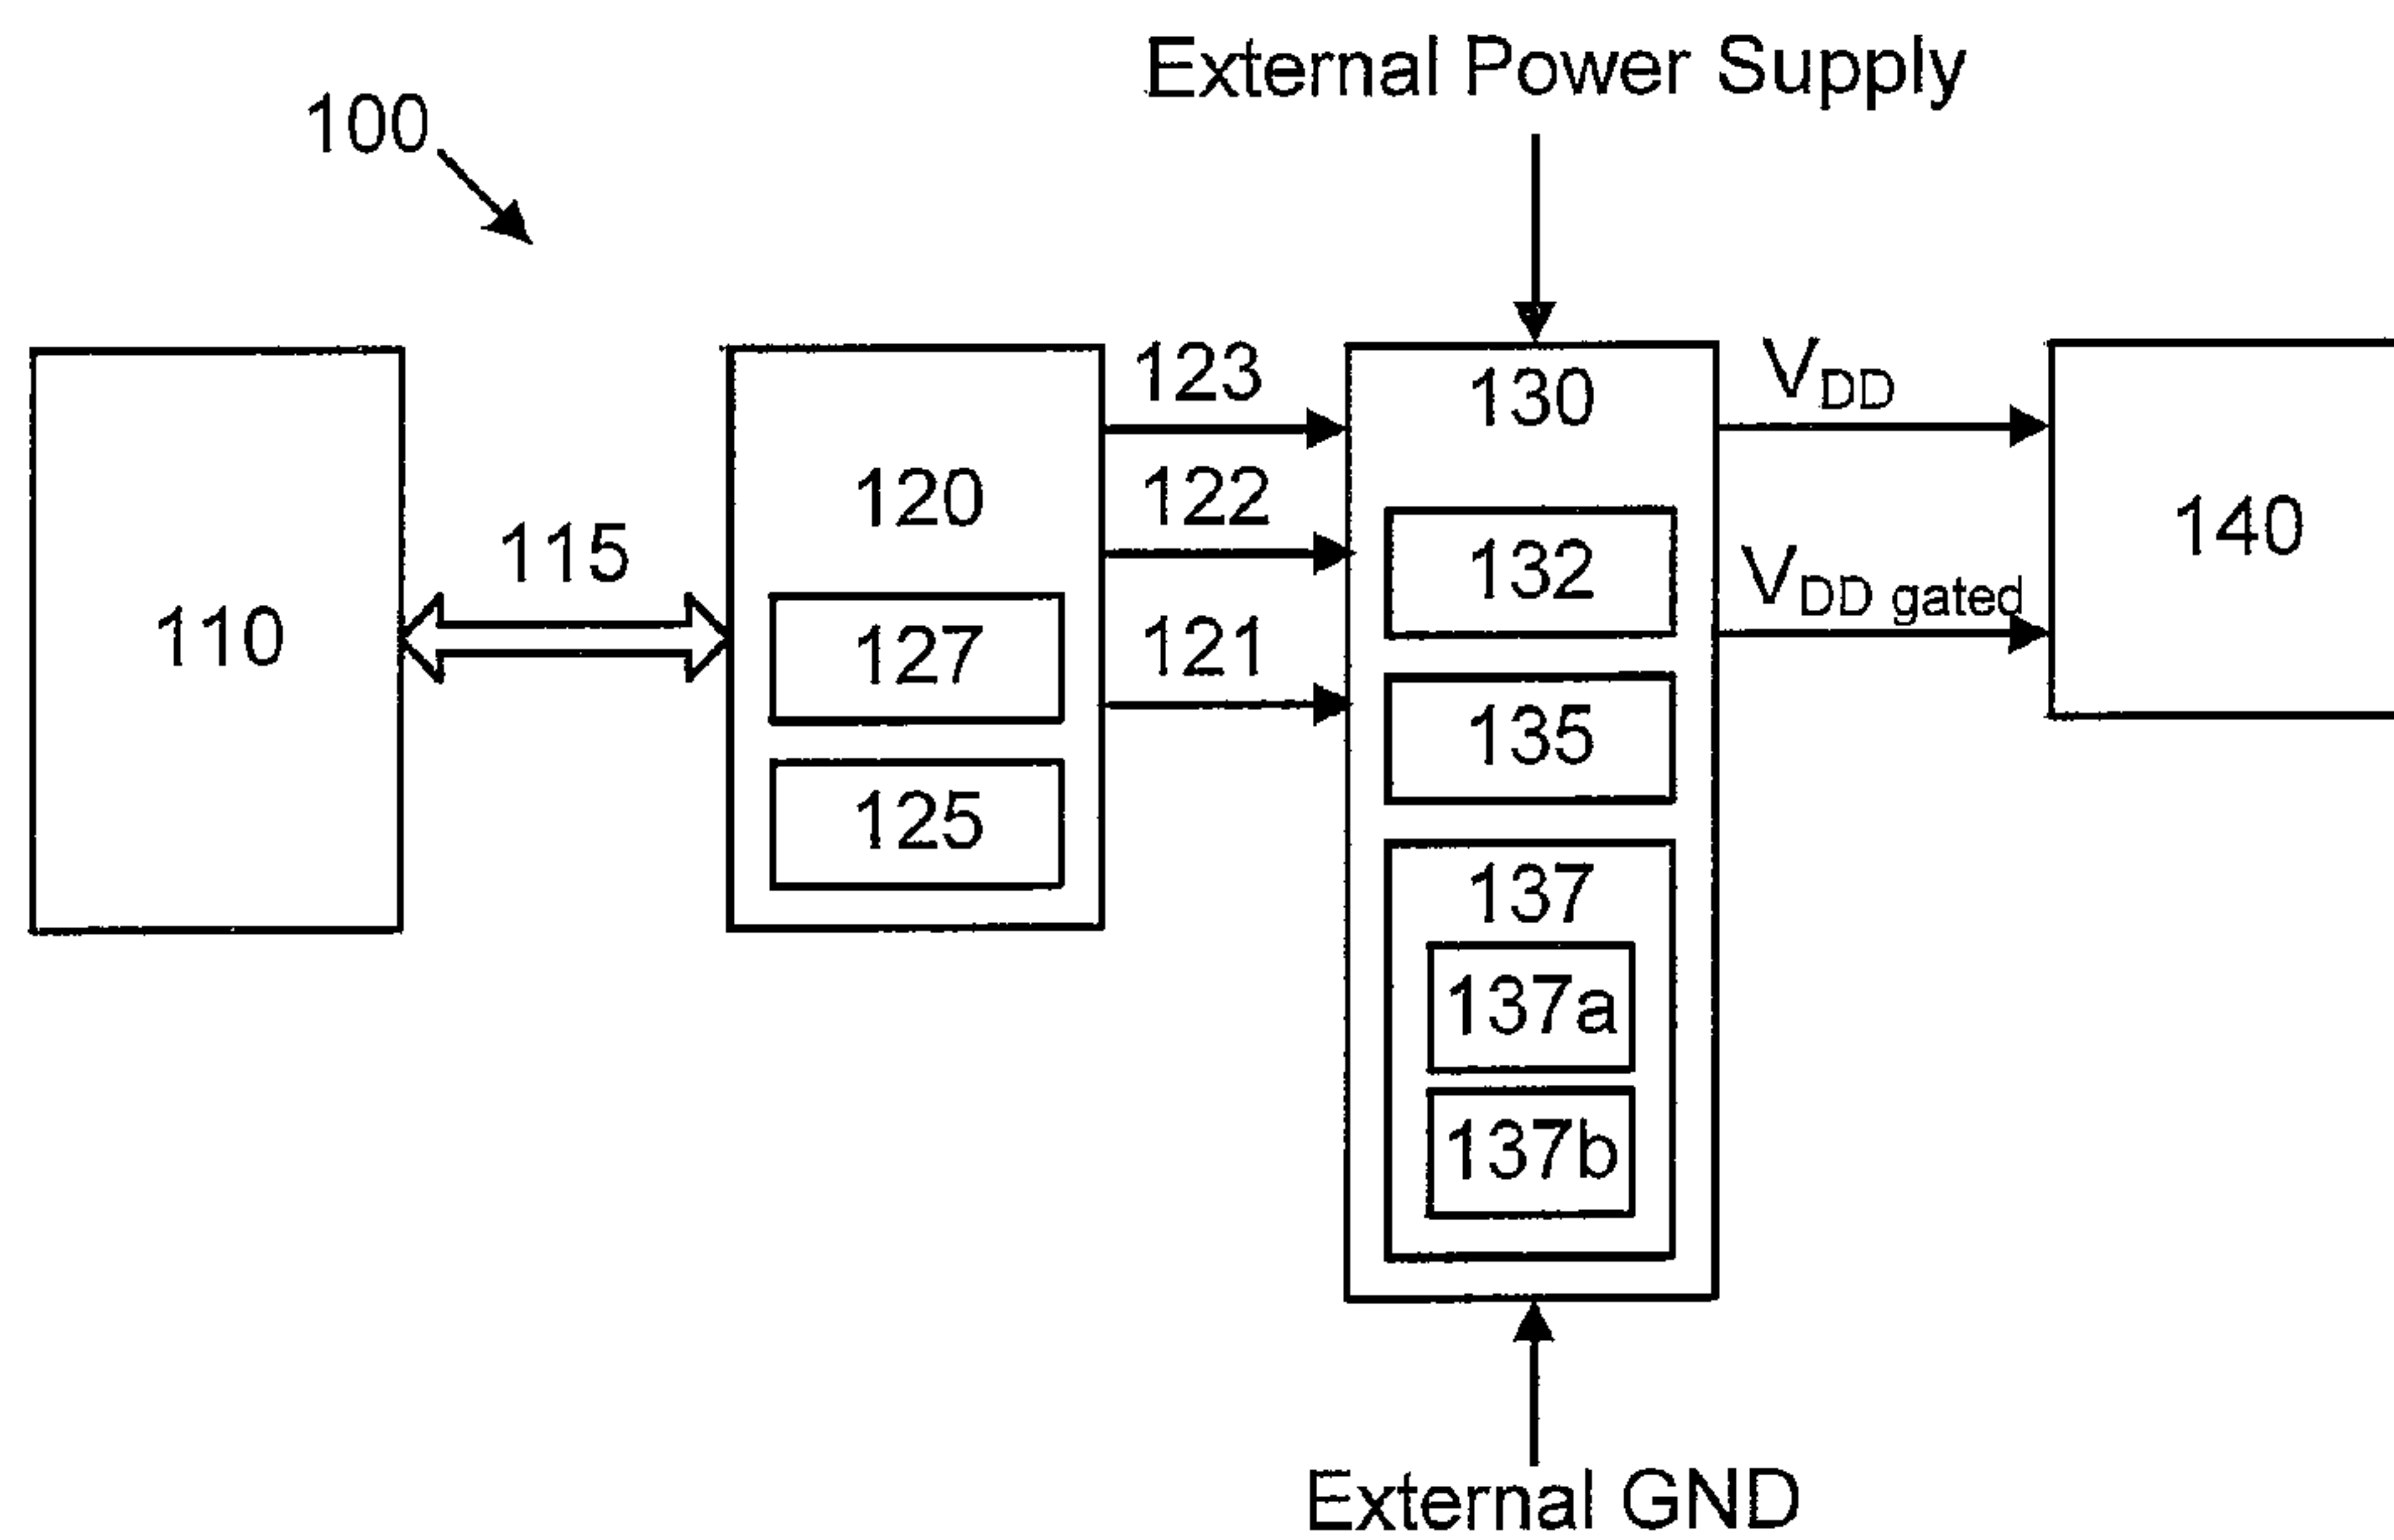 External Power Supply
100
110
115
120
127
125
123
122
121
130
132
135
137
137a
137b
VDD
VDD gated
140
External GND